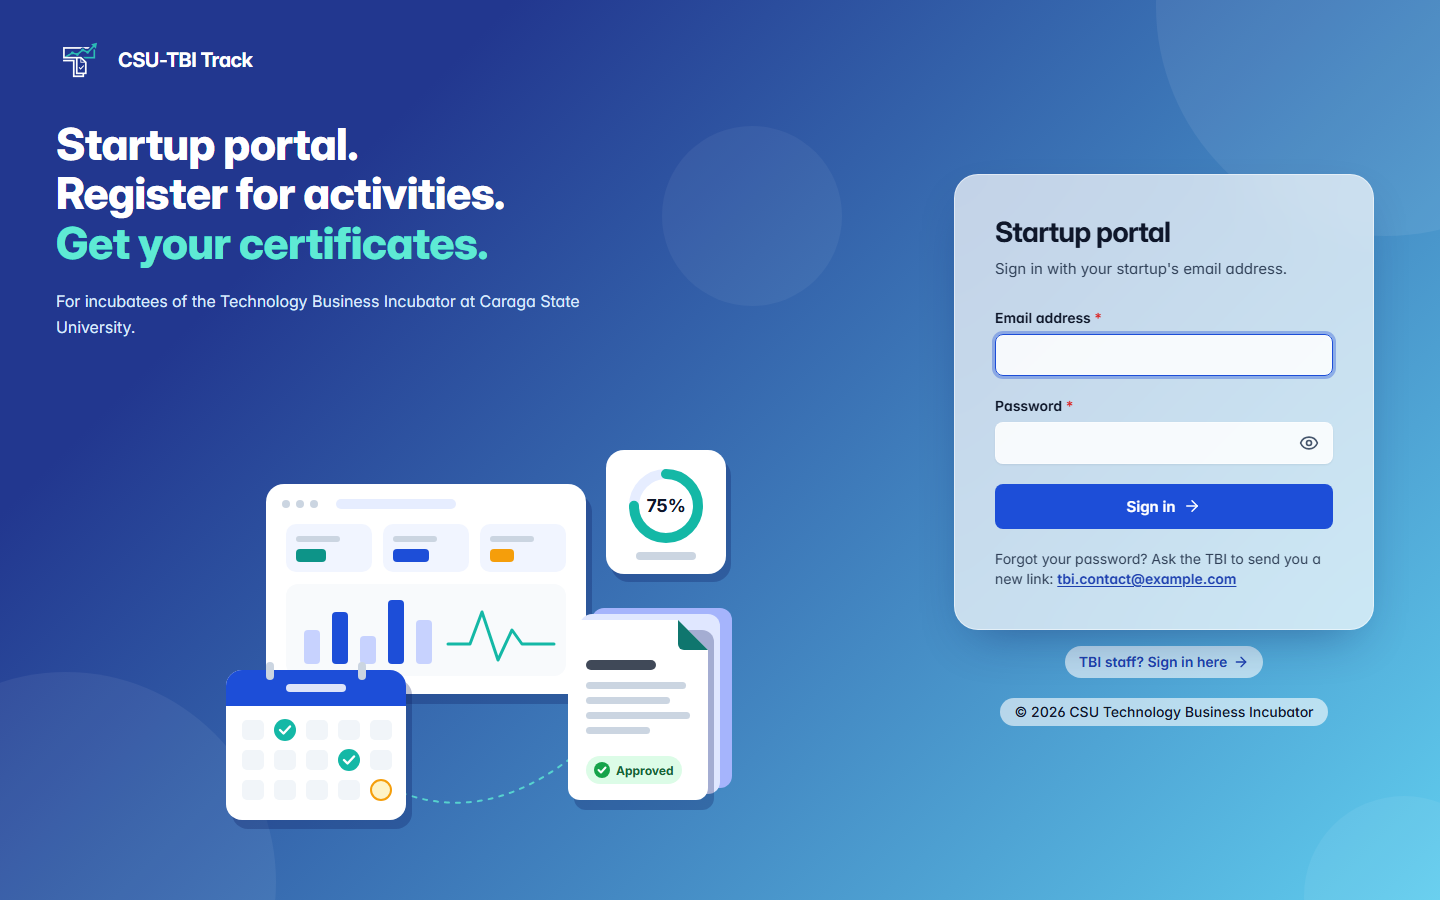 CSU-TBI Track
Startup portal.
Register for activities.
Get your certificates.
For incubatees of the Technology Business Incubator at Caraga State
University.
75%
Approved
Startup portal
Sign in with your startup's email address.
Email address *
Password *
Sign in
Forgot your password? Ask the TBI to send you a
new link: tbi.contact@example.com
TBI staff? Sign in here
© 2026 CSU Technology Business Incubator